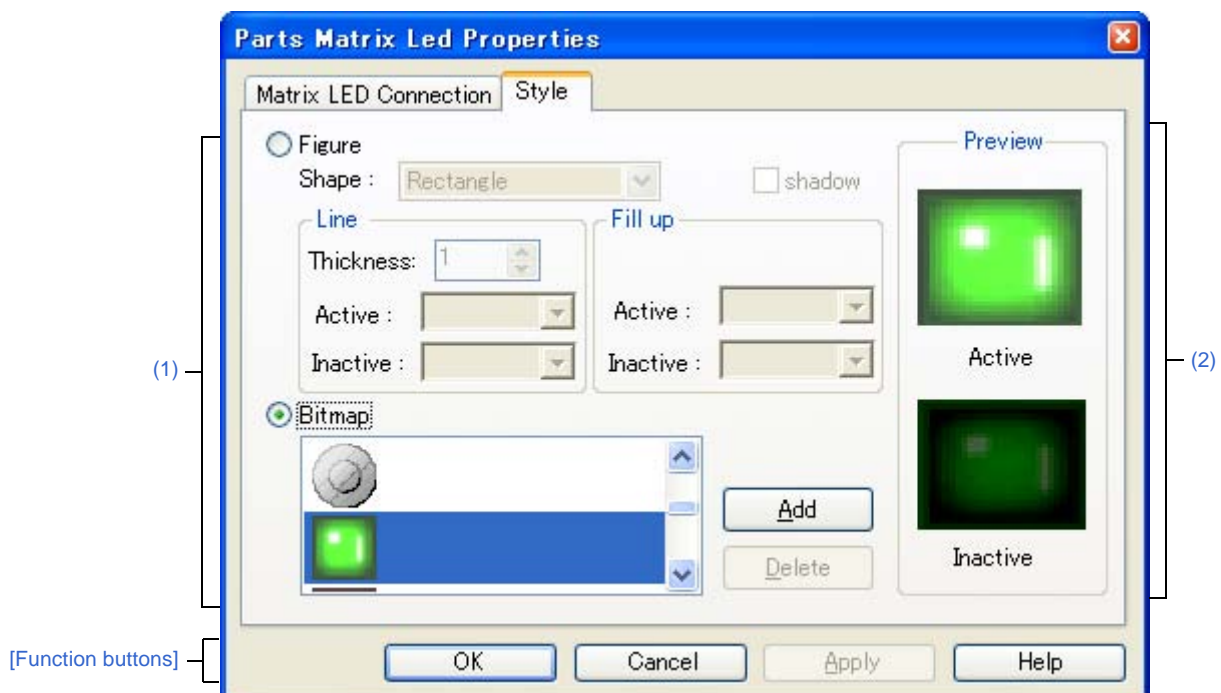 Parts Matrix Led Properties
Matrix LED Connection
Style
Figure
Shape :
Rectangle
shadow
Line
Thickness:
1
Active :
Inactive :
Fill up
Active :
Inactive :
Bitmap
Add
Delete
Preview
Active
Inactive
(1)
(2)
[Function buttons]
OK
Cancel
Apply
Help